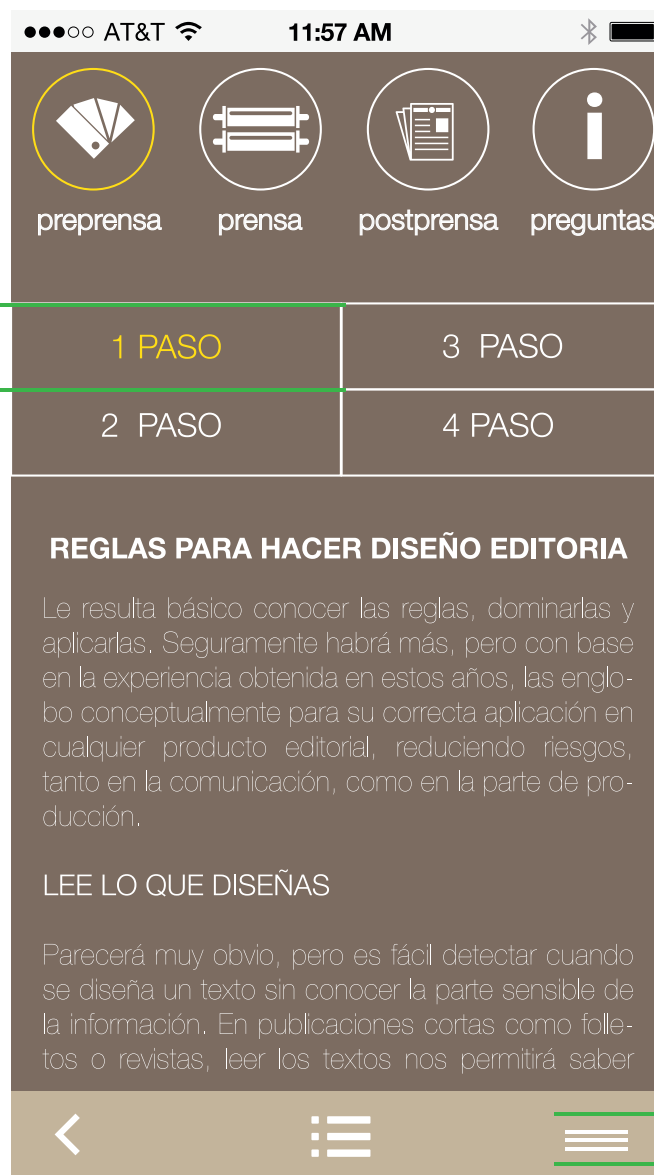 AT&T 11:57 AM
preprensa prensa postprensa preguntas
1 PASO 3 PASO
2 PASO 4 PASO
REGLAS PARA HACER DISEÑO EDITORIA
Le resulta básico conocer las reglas, dominarlas y
aplicarlas. Seguramente habrá más, pero con base
en la experiencia obtenida en estos años, las englo-
bo conceptualmente para su correcta aplicación en
cualquier producto editorial, reduciendo riesgos,
tanto en la comunicación, como en la parte de pro-
ducción.
LEE LO QUE DISEÑAS
Parecerá muy obvio, pero es fácil detectar cuando
se diseña un texto sin conocer la parte sensible de
la información. En publicaciones cortas como folle-
tos o revistas, leer los textos nos permitirá saber